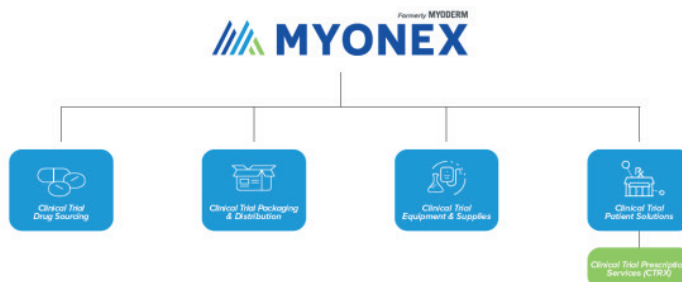 Formerly MYODERM
MYONEX
Clinical Trial
Drug Sourcing
Clinical Trial Packaging
& Distribution
Clinical Trial
Equipment & Supplies
Clinical Trial
Patient Solutions
Clinical Trial Prescriptio
Services (CTRX)